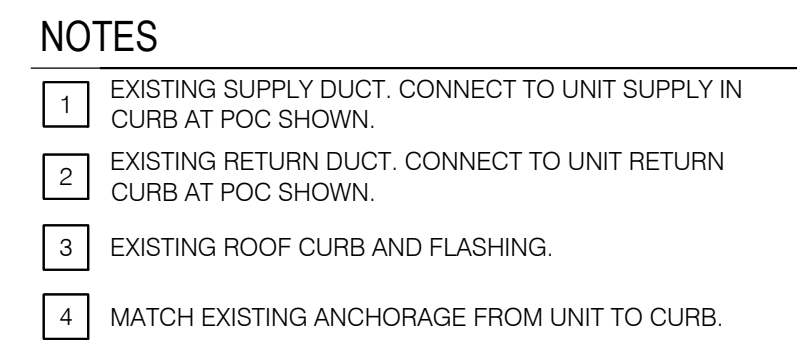 NOTES
1 EXISTING SUPPLY DUCT. CONNECT TO UNIT SUPPLY IN
CURB AT POC SHOWN.
2 EXISTING RETURN DUCT. CONNECT TO UNIT RETURN
CURB AT POC SHOWN.
3 EXISTING ROOF CURB AND FLASHING.
4 MATCH EXISTING ANCHORAGE FROM UNIT TO CURB.